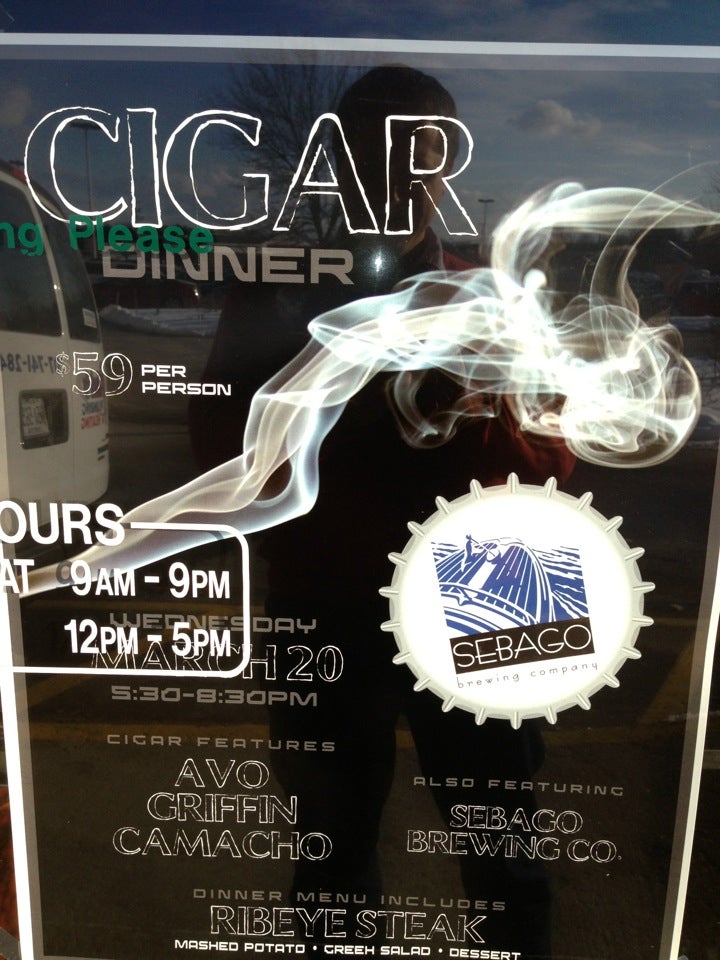 CIGAR
ng Please
DINNER
$59 PER
PERSON
OURS
AT 9AM - 9PM
12PM - 5PM
WEDNESDAY
MARCH 20
5:30-8:30PM
SEBAGO
brewing company
CIGAR FEATURES
AVO
GRIFFIN
CAMACHO
ALSO FEATURING
SEBAGO
BREWING CO.
DINNER MENU INCLUDES
RIBEYE STEAK
MASHED POTATO • GREEK SALAD • DESSERT